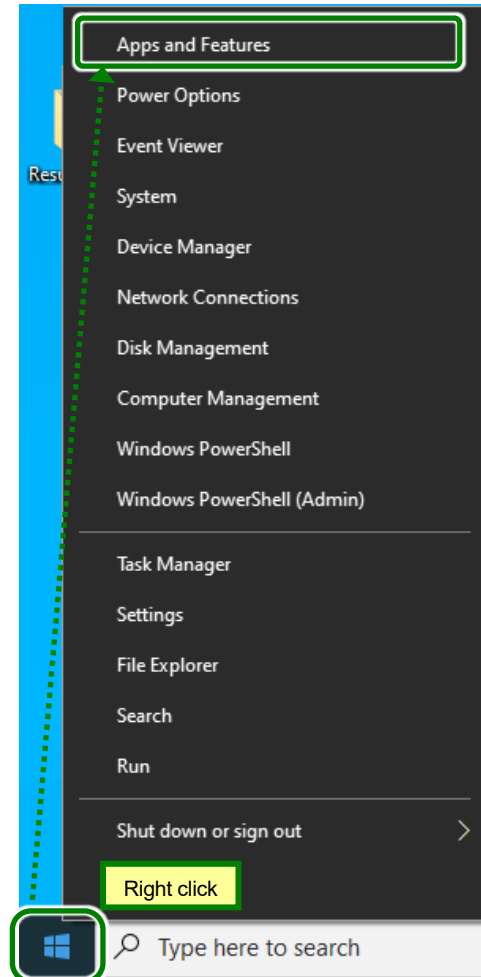 Apps and Features
Power Options
Event Viewer
Resu
System
Device Manager
Network Connections
Disk Management
Computer Management
Windows PowerShell
Windows PowerShell (Admin)
Task Manager
Settings
File Explorer
Search
Run
Shut down or sign out
Right click
Type here to search